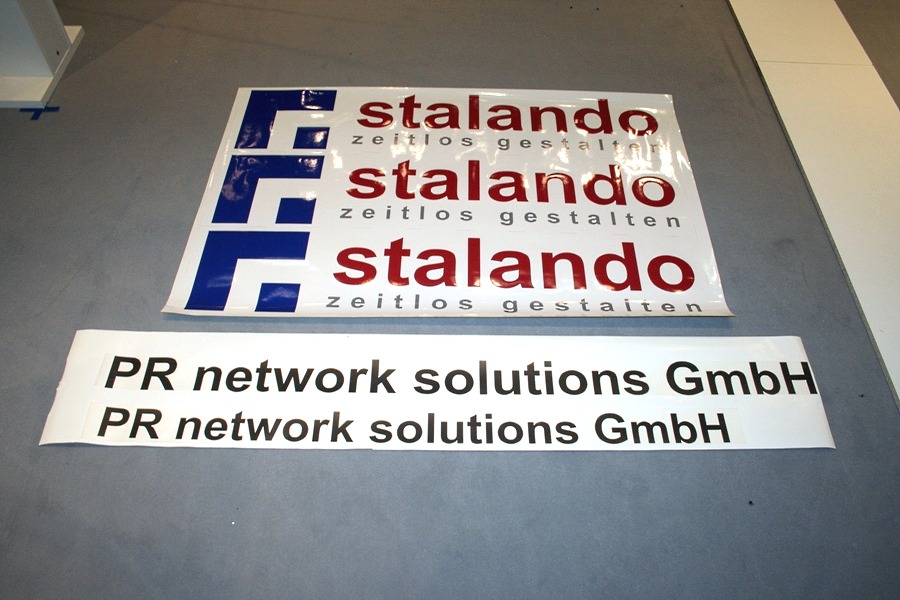 stalando
zeitlos gestalten
stalando
zeitlos gestalten
stalando
zeitlos gestalten
PR network solutions GmbH
PR network solutions GmbH